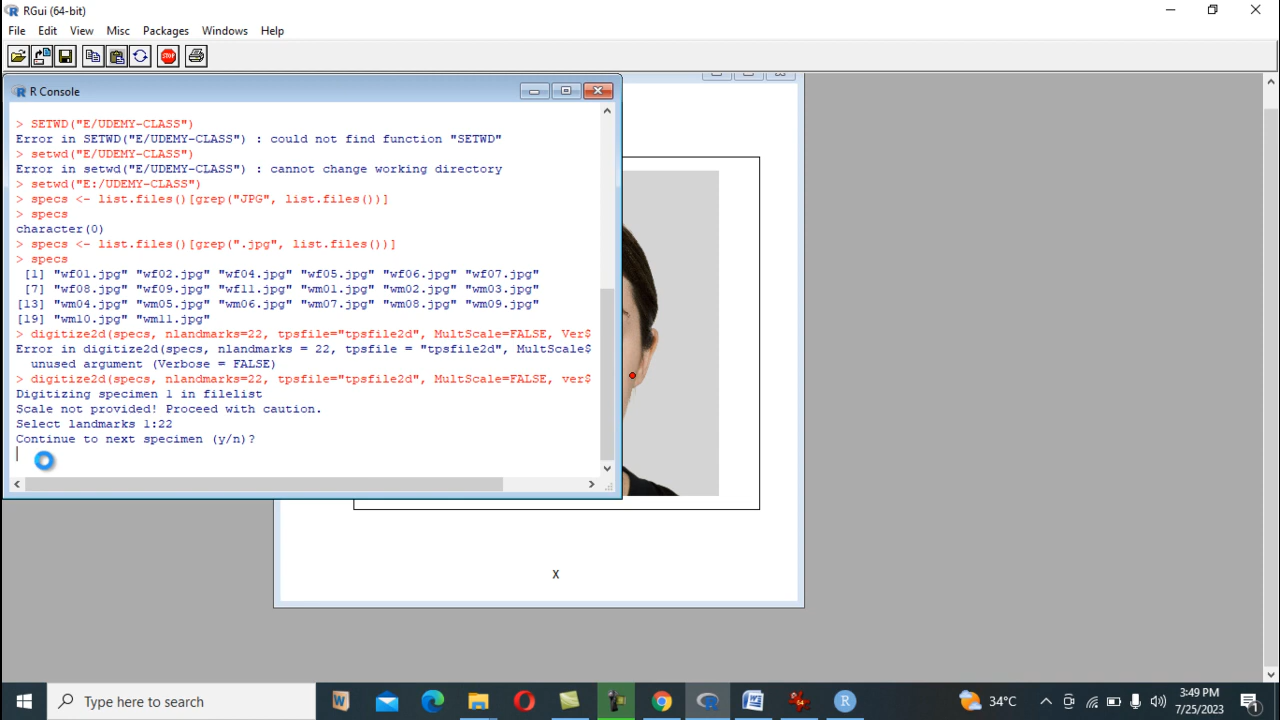 RGui (64-bit)
File Edit View Misc Packages Windows Help
STOP
R Console
> SETWD("E/UDEMY-CLASS")
Error in SETWD("E/UDEMY-CLASS") : could not find function "SETWD"
> setwd("E/UDEMY-CLASS")
Error in setwd("E/UDEMY-CLASS") : cannot change working directory
> setwd("E:/UDEMY-CLASS")
> specs <- list.files()[grep("JPG", list.files())]
> specs
character(0)
> specs <- list.files()[grep(".jpg", list.files())]
> specs
[1] "wf01.jpg" "wf02.jpg" "wf04.jpg" "wf05.jpg" "wf06.jpg" "wf07.jpg"
[7] "wf08.jpg" "wf09.jpg" "wf11.jpg" "wm01.jpg" "wm02.jpg" "wm03.jpg"
[13] "wm04.jpg" "wm05.jpg" "wm06.jpg" "wm07.jpg" "wm08.jpg" "wm09.jpg"
[19] "wm10.jpg" "wm11.jpg"
> digitize2d(specs, nlandmarks=22, tpsfile="tpsfile2d", MultScale=FALSE, Ver$
Error in digitize2d(specs, nlandmarks = 22, tpsfile = "tpsfile2d", MultScale$
unused argument (Verbose = FALSE)
> digitize2d(specs, nlandmarks=22, tpsfile="tpsfile2d", MultScale=FALSE, ver$
Digitizing specimen 1 in filelist
Scale not provided! Proceed with caution.
Select landmarks 1:22
Continue to next specimen (y/n)?
X
Type here to search
34°C
3:49 PM
7/25/2023
1